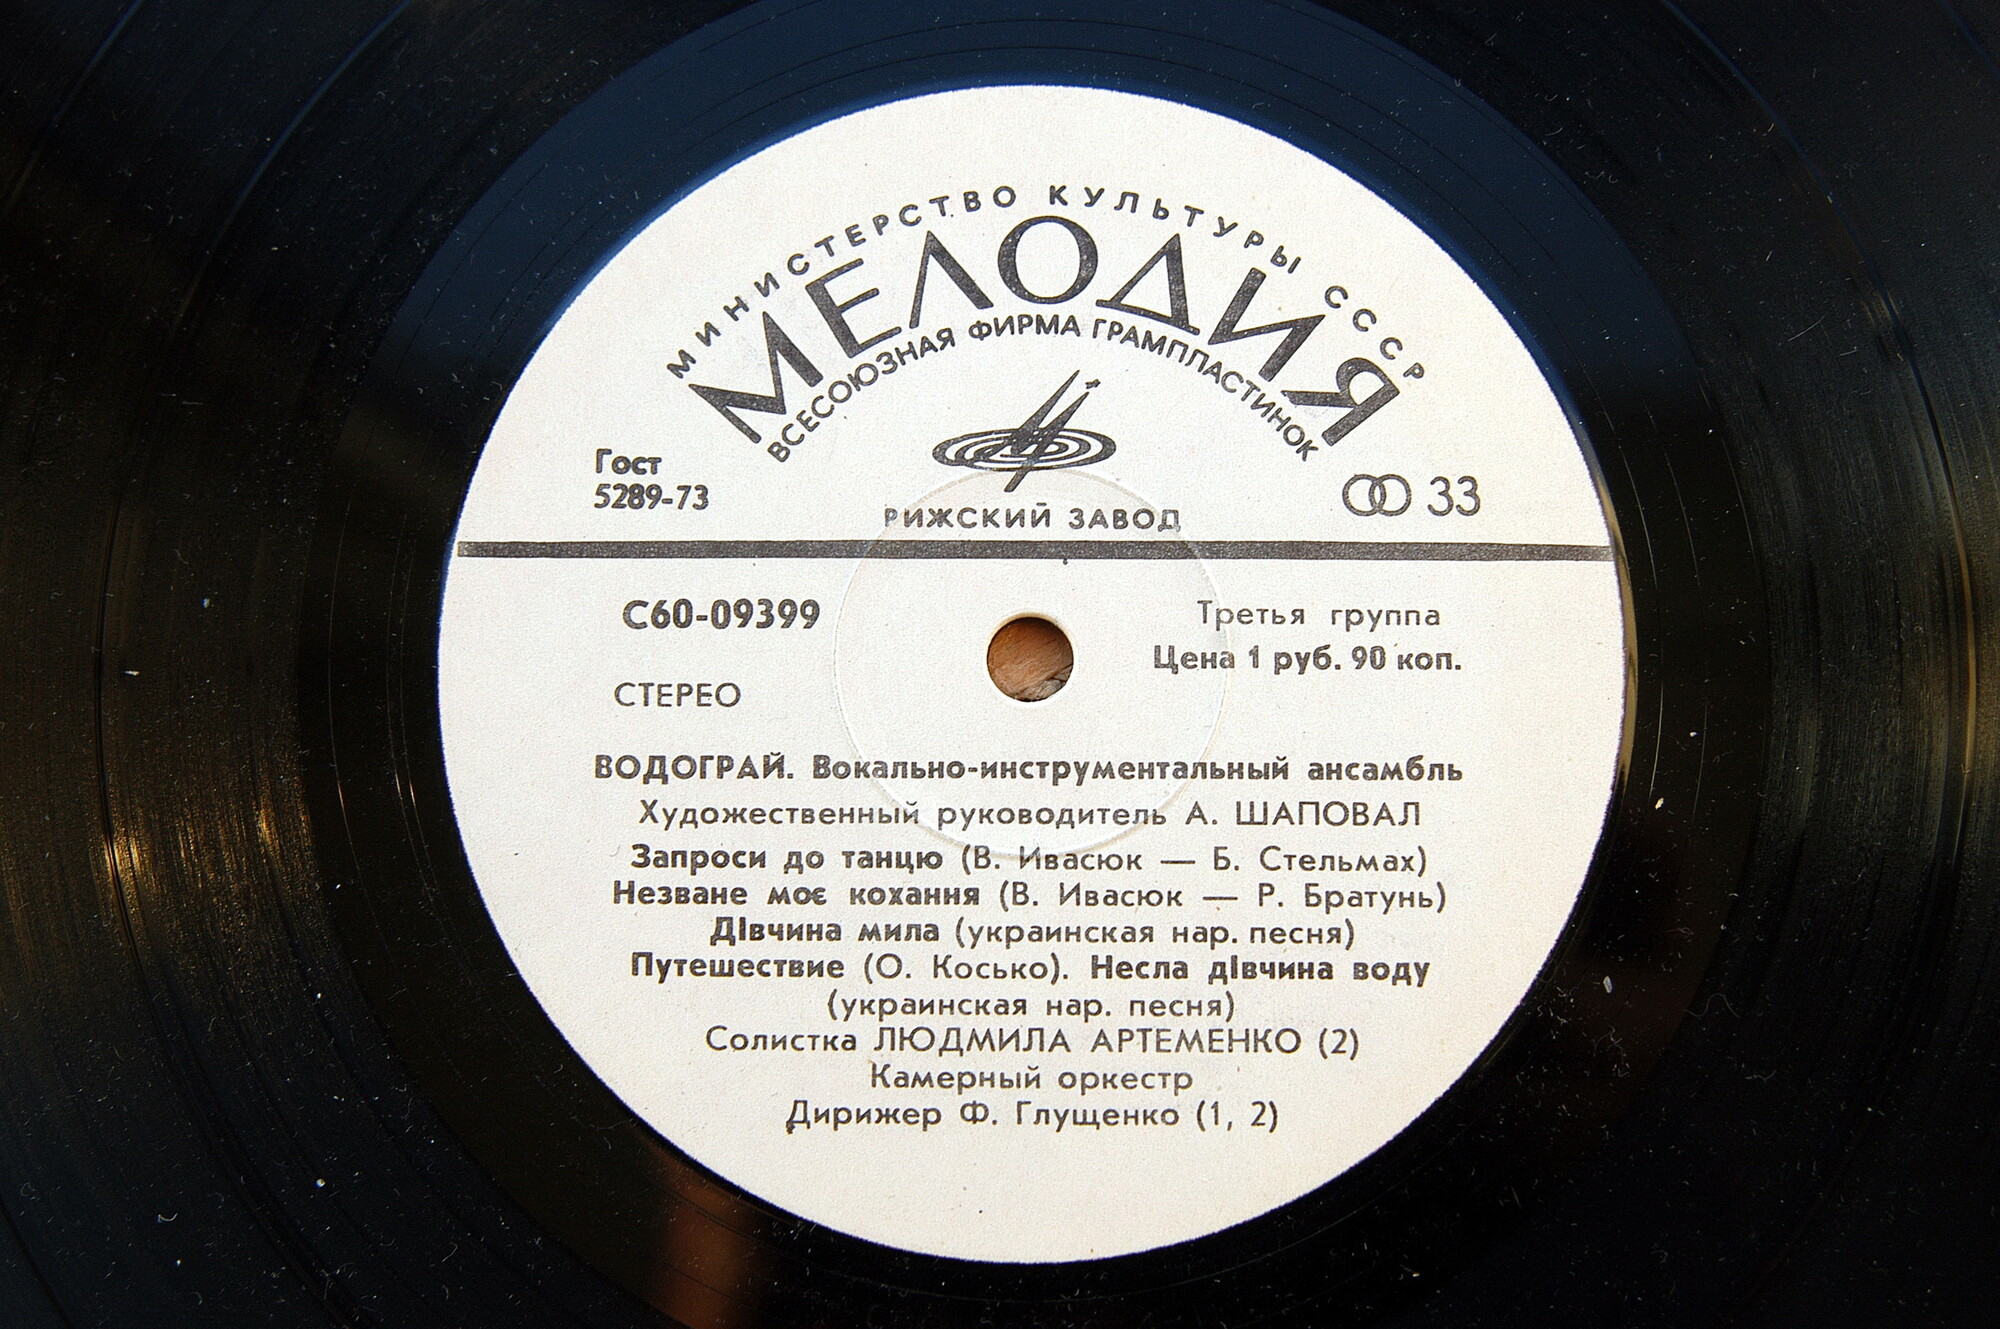 МИНИСТЕРСТВО КУЛЬТУРЫ СССР
МЕЛОДИЯ
ВСЕСОЮЗНАЯ ФИРМА ГРАМПЛАСТИНОК
Гост
5289-73
33
РИЖСКИЙ ЗАВОД
С60-09399
Третья группа
Цена 1 руб. 90 коп.
СТЕРЕО
ВОДОГРАЙ. Вокально-инструментальный ансамбль
Художественный руководитель А. ШАПОВАЛ
Запроси до танцю (В. Ивасюк — Б. Стельмах)
Незване моє кохання (В. Ивасюк — Р. Братунь)
Дівчина мила (украинская нар. песня)
Путешествие (О. Косько). Несла дівчина воду
(украинская нар. песня)
Солистка ЛЮДМИЛА АРТЕМЕНКО (2)
Камерный оркестр
Дирижер Ф. Глущенко (1, 2)